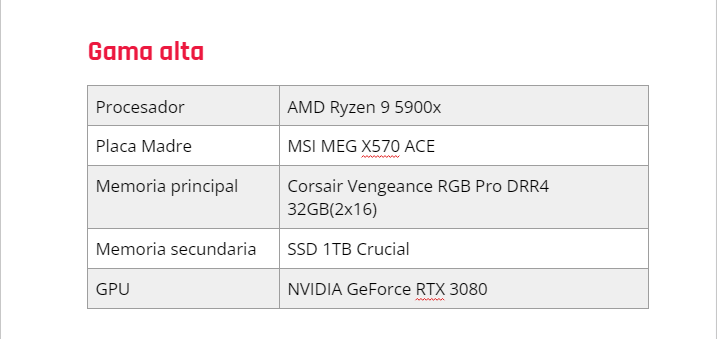 Gama alta
Procesador AMD Ryzen 9 5900x
Placa Madre MSI MEG X570 ACE
Memoria principal Corsair Vengeance RGB Pro DRR4
32GB(2x16)
Memoria secundaria SSD 1TB Crucial
GPU NVIDIA GeForce RTX 3080